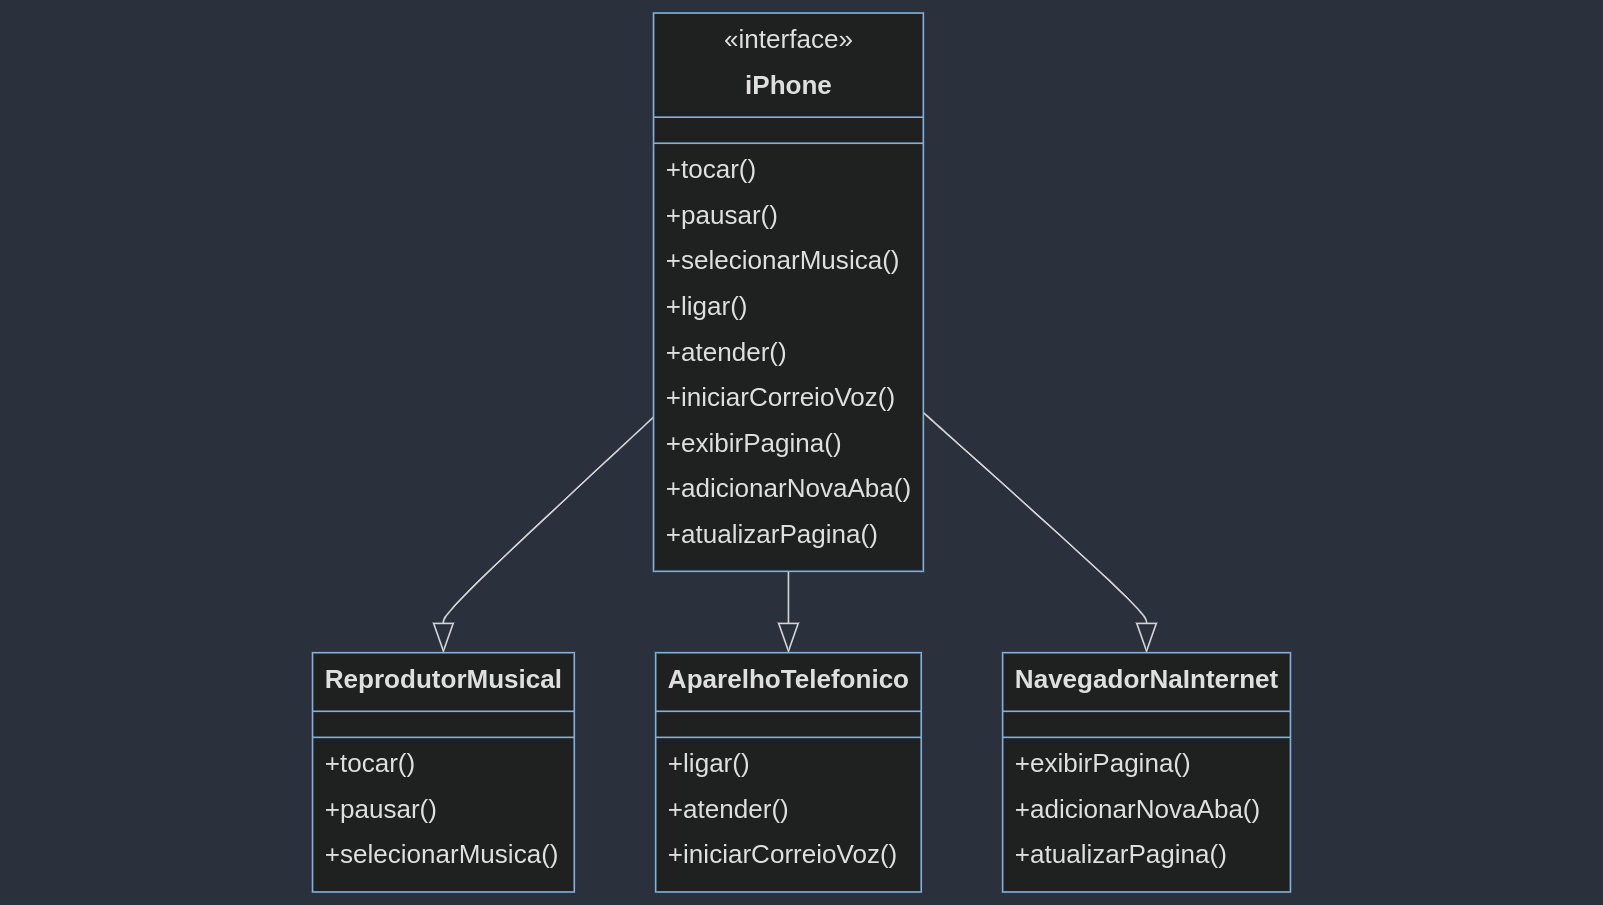 «interface»
iPhone
+tocar()
+pausar()
+selecionarMusica()
+ligar()
+atender()
+iniciarCorreioVoz()
+exibirPagina()
+adicionarNovaAba()
+atualizarPagina()
ReprodutorMusical
+tocar()
+pausar()
+selecionarMusica()
AparelhoTelefonico
+ligar()
+atender()
+iniciarCorreioVoz()
NavegadorNaInternet
+exibirPagina()
+adicionarNovaAba()
+atualizarPagina()